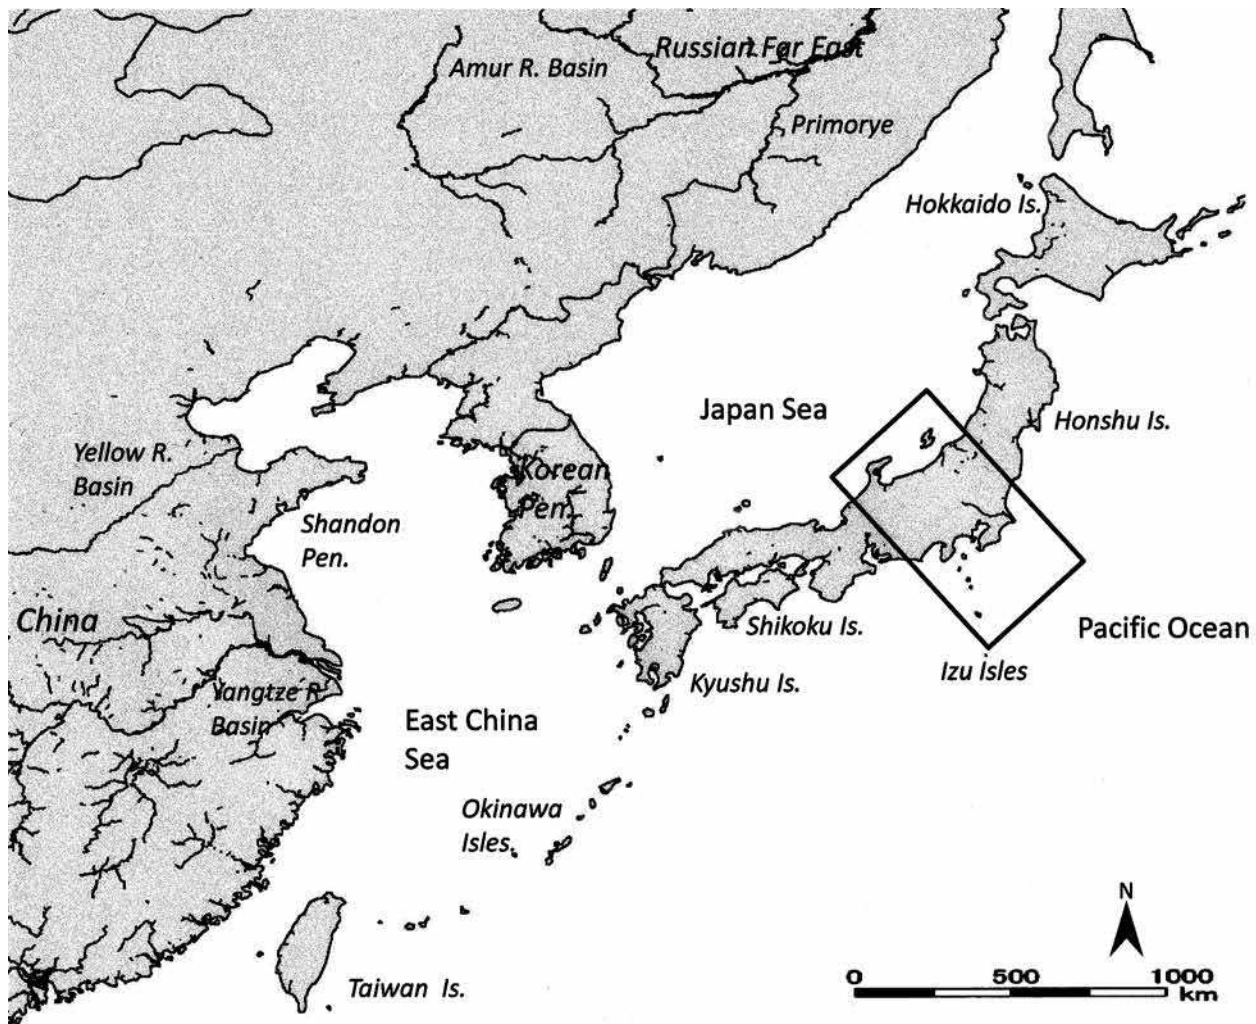 Russian Far East
Amur R. Basin
Primorye
Hokkaido Is.
Japan Sea
Honshu Is.
Yellow R.
Basin
Korean
Pen.
Shandon
Pen.
China
Shikoku Is.
Pacific Ocean
Izu Isles
Kyushu Is.
Yangtze R.
Basin
East China
Sea
Okinawa
Isles.
N
0 500 1000
km
Taiwan Is.